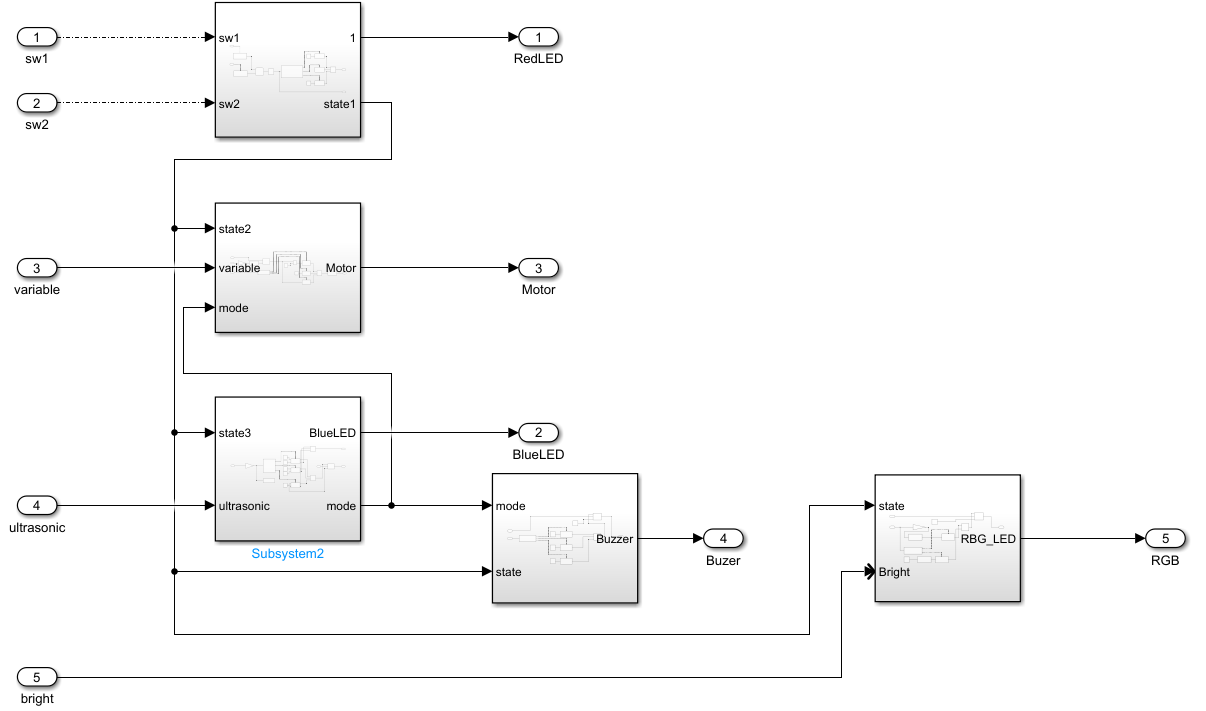 1
sw1
2
sw2
sw1
1
sw2
state1
1
RedLED
state2
variable
Motor
mode
3
variable
3
Motor
state3
BlueLED
ultrasonic
mode
Subsystem2
2
BlueLED
4
ultrasonic
mode
Buzzer
state
4
Buzer
state
RBG_LED
Bright
5
RGB
5
bright